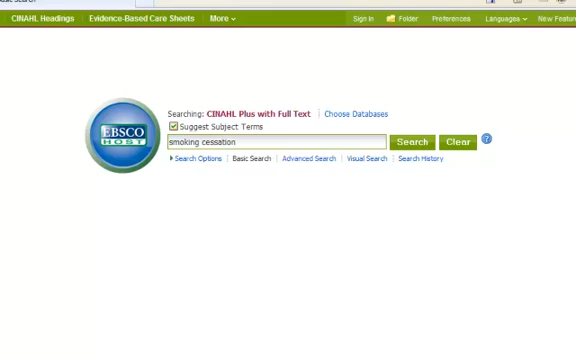 Basic Search
CINAHL Headings Evidence-Based Care Sheets More Sign In Folder Preferences Languages New
Searching: CINAHL Plus with Full Text Choose Databases
Suggest Subject Terms
EBSCO
HOST
smoking cessation Search Clear ?
Search Options Basic Search Advanced Search Visual Search Search History